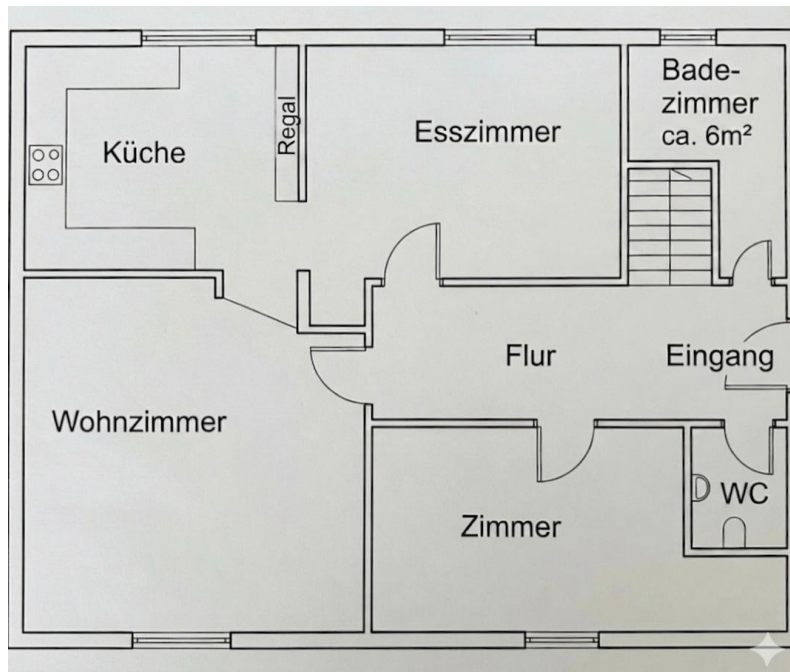 Küche
Regal
Esszimmer
Bade-
zimmer
ca. 6m²
Flur
Eingang
Wohnzimmer
Zimmer
WC